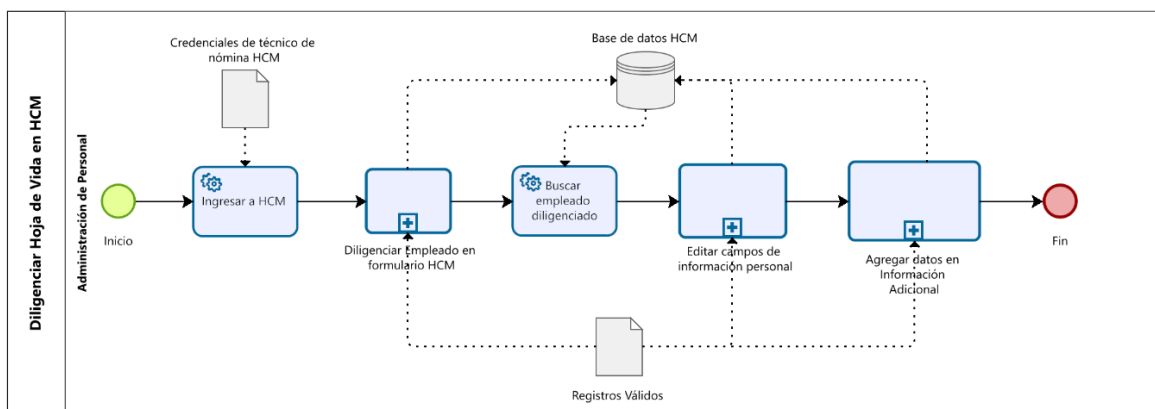 Diligenciar Hoja de Vida en HCM
Administración de Personal
Credenciales de técnico de
nómina HCM
Base de datos HCM
Inicio
Ingresar a HCM
Diligenciar Empleado en
formulario HCM
Buscar
empleado
diligenciado
Editar campos de
información personal
Agregar datos en
Información
Adicional
Fin
Registros Válidos